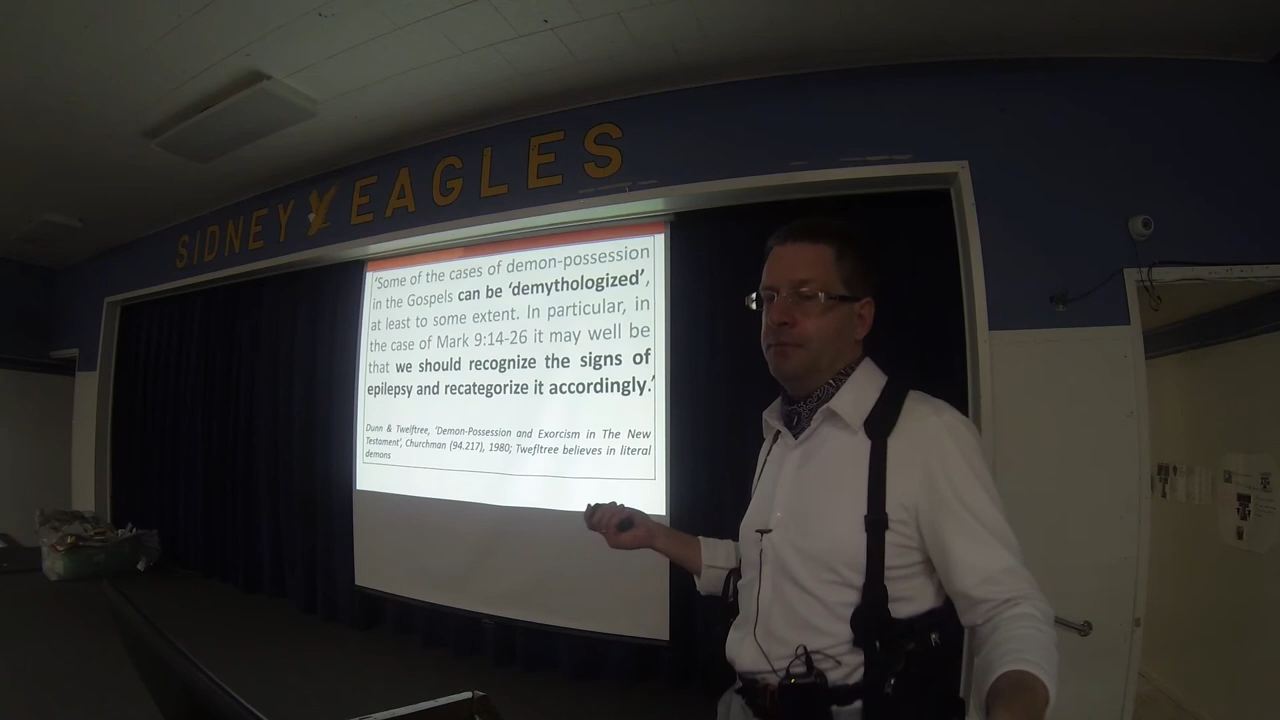 SIDNEY EAGLES
'Some of the cases of demon-possession
in the Gospels can be 'demythologized',
at least to some extent. In particular, in
the case of Mark 9:14-26 it may well be
that we should recognize the signs of
epilepsy and recategorize it accordingly.'
Dunn & Twelftree, 'Demon-Possession and Exorcism in The New
Testament', Churchman (94.217), 1980; Twefltree believes in literal
demons